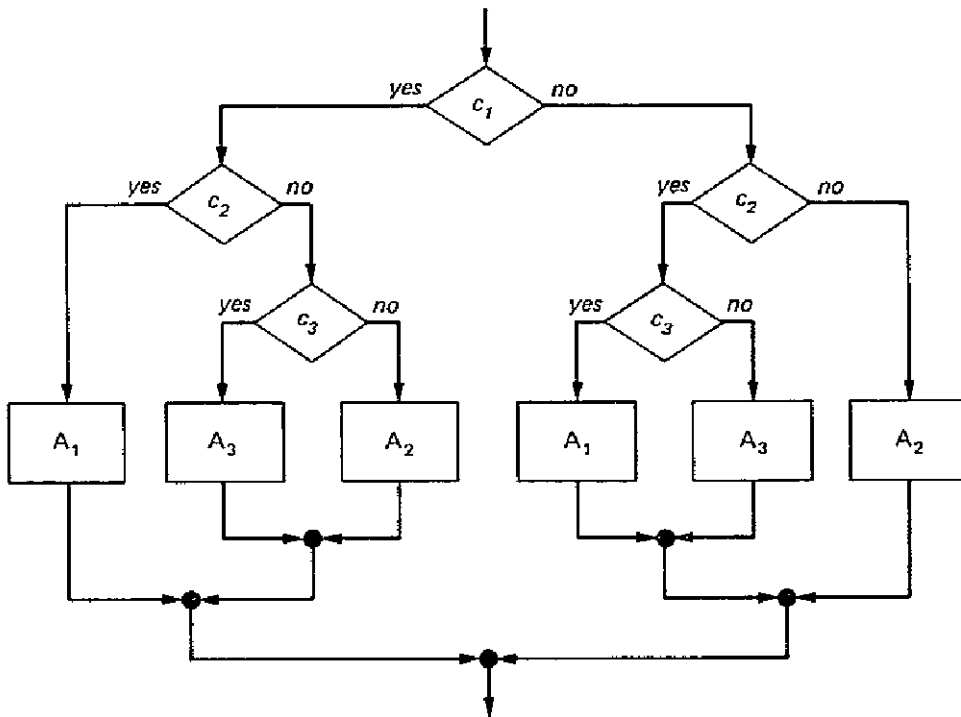 yes c₁ no
yes c₂ no yes c₂ no
yes c₃ no yes c₃ no
A₁ A₃ A₂ A₁ A₃ A₂